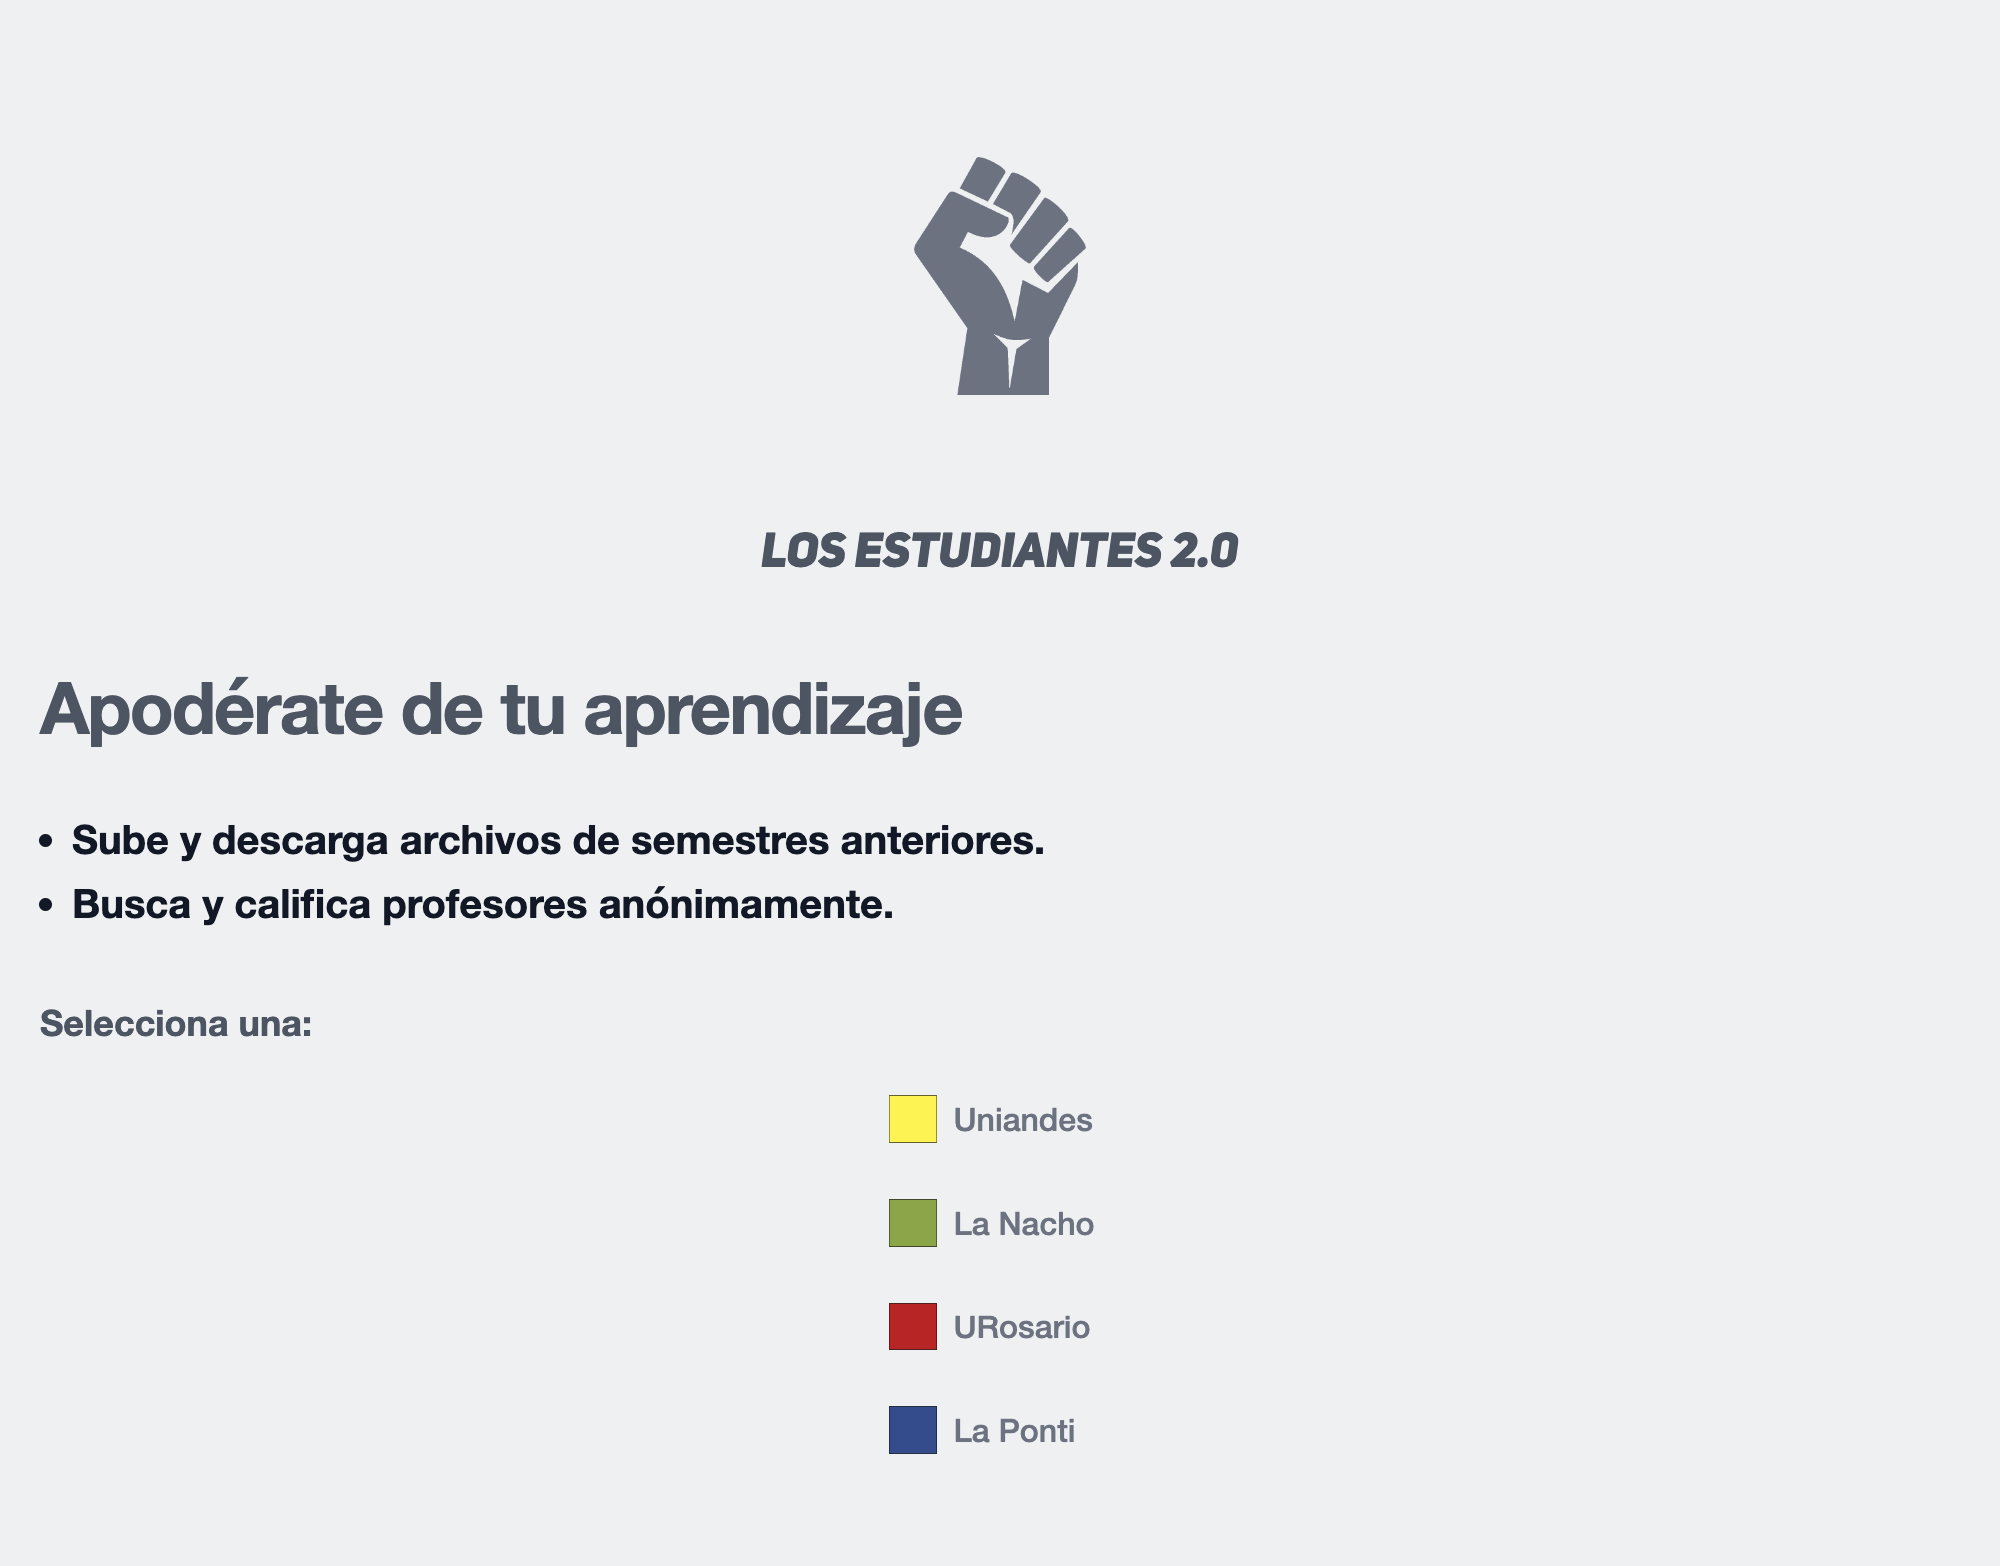 LOS ESTUDIANTES 2.0
Apodérate de tu aprendizaje
• Sube y descarga archivos de semestres anteriores.
• Busca y califica profesores anónimamente.
Selecciona una:
Uniandes
La Nacho
URosario
La Ponti